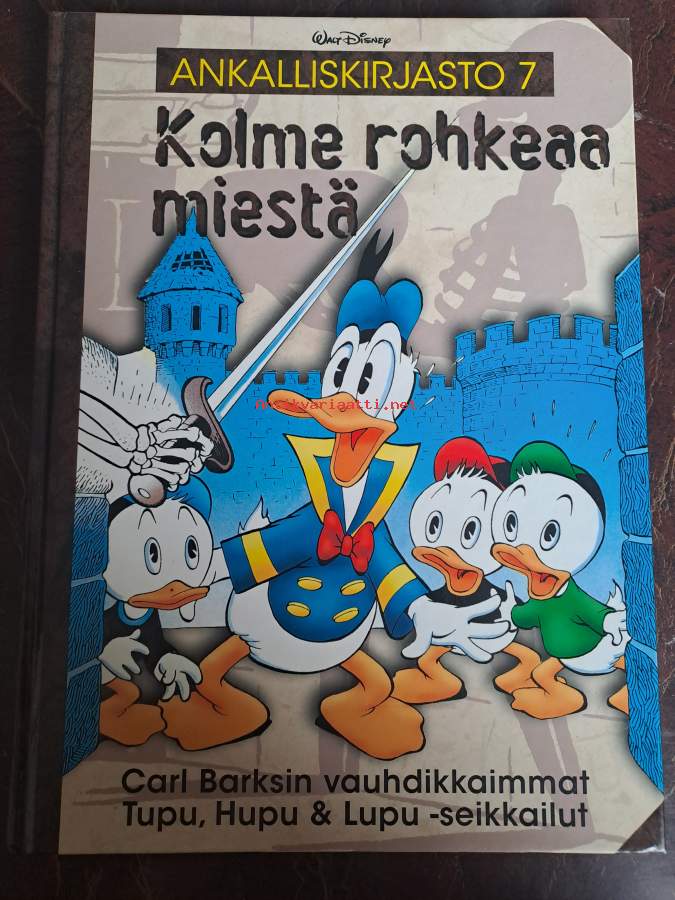 WALT DISNEY
ANKALLISKIRJASTO 7
Kolme rohkeaa
miestä
antikvariaatti.net
Carl Barksin vauhdikkaimmat
Tupu, Hupu & Lupu -seikkailut